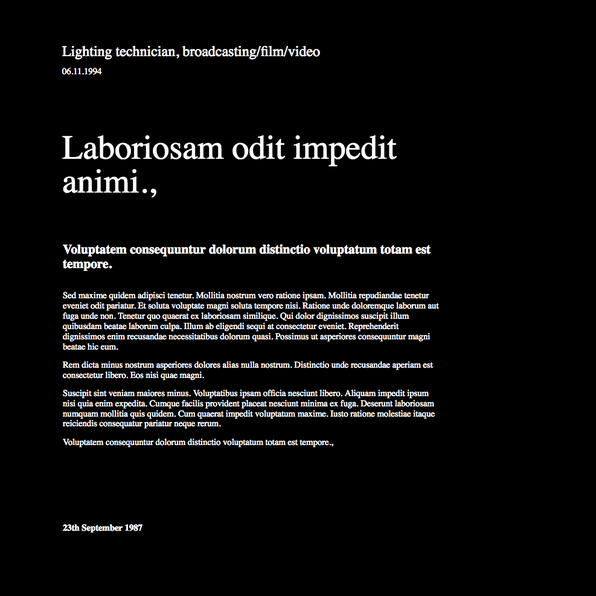 Lighting technician, broadcasting/film/video
06.11.1994
Laboriosam odit impedit
animi.,
Voluptatem consequuntur dolorum distinctio voluptatum totam est
tempore.
Sed maxime quidem adipisci tenetur. Mollitia nostrum vero ratione ipsam. Mollitia repudiandae tenetur
eveniet odit pariatur. Et soluta voluptate magni soluta tempore nisi. Ratione unde doloremque laborum aut
fuga unde non. Tenetur quo quaerat ex laboriosam similique. Qui dolor dignissimos suscipit illum
quibusdam beatae laborum culpa. Illum ab eligendi sequi at consectetur eveniet. Reprehenderit
dignissimos enim recusandae necessitatibus dolorum quasi. Possimus ut asperiores consequuntur magni
beatae hic eum.
Rem dicta minus nostrum asperiores dolores alias nulla nostrum. Distinctio unde recusandae aperiam est
consectetur libero. Eos nisi quae magni.
Suscipit sint veniam maiores minus. Voluptatibus ipsam officia nesciunt libero. Aliquam impedit ipsum
nisi quia enim expedita. Cumque facilis provident placeat nesciunt minima ex fuga. Deserunt laboriosam
numquam mollitia quis quidem. Cum quaerat impedit voluptatum maxime. Iusto ratione molestiae itaque
reiciendis consequatur pariatur neque rerum.
Voluptatem consequuntur dolorum distinctio voluptatum totam est tempore.,
23th September 1987